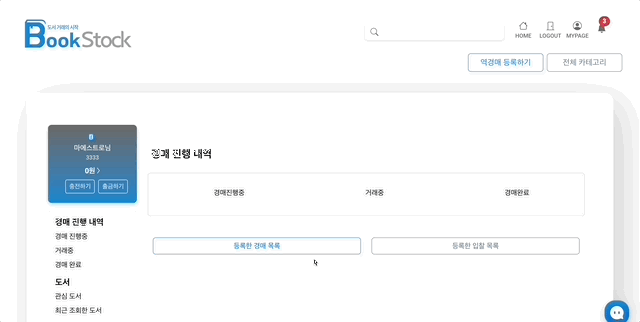 도서 거래의 시작
BookStock
HOME
LOGOUT
MYPAGE
3
역경매 등록하기
전체 카테고리
마에스트로님
3333
0원 >
충전하기
출금하기
경매 진행 내역
경매 진행중
거래중
경매 완료
도서
관심 도서
최근 조회한 도서
경매 진행 내역
경매진행중
거래중
경매완료
등록한 경매 목록
등록한 입찰 목록